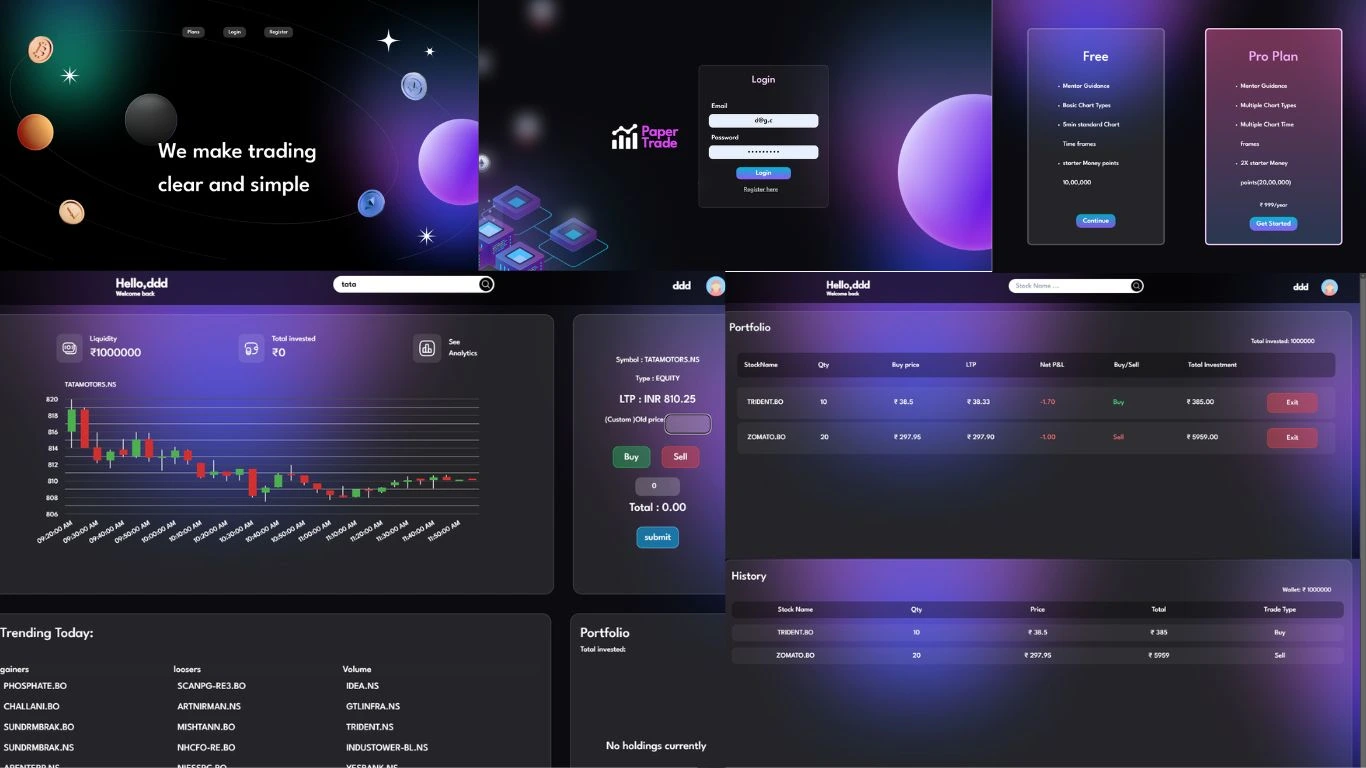 Plans Login Register
We make trading
clear and simple
Paper
Trade
Login
Email
d@g.c
Password
•••••••••
Login
Register here
Free
• Mentor Guidance
• Basic Chart Types
• 5min standard Chart
Time frames
• starter Money points
10,00,000
Continue
Pro Plan
• Mentor Guidance
• Multiple Chart Types
• Multiple Chart Time
frames
• 2X starter Money
points(20,00,000)
₹ 999/year
Get Started
Hello,ddd
Welcome back
tata
ddd
Liquidity
₹1000000
Total invested
₹0
See
Analytics
TATAMOTORS.NS
820
818
816
814
812
810
808
806
09:20:00 AM 09:30:00 AM 09:40:00 AM 09:50:00 AM 10:00:00 AM 10:10:00 AM 10:20:00 AM 10:30:00 AM 10:40:00 AM 10:50:00 AM 11:00:00 AM 11:10:00 AM 11:20:00 AM 11:30:00 AM 11:40:00 AM 11:50:00 AM
Symbol : TATAMOTORS.NS
Type : EQUITY
LTP : INR 810.25
(Custom )Old price:
Buy Sell
0
Total : 0.00
submit
Trending Today:
gainers loosers Volume
PHOSPHATE.BO SCANPG-RE3.BO IDEA.NS
CHALLANI.BO ARTNIRMAN.NS GTLINFRA.NS
SUNDRMBRAK.BO MISHTANN.BO TRIDENT.NS
SUNDRMBRAK.NS NHCFO-RE.BO INDUSTOWER-BL.NS
Portfolio
Total invested:
No holdings currently
Hello,ddd
Welcome back
Stock Name ...
ddd
Portfolio
Total invested: 1000000
StockName Qty Buy price LTP Net P&L Buy/Sell Total Investment
TRIDENT.BO 10 ₹ 38.5 ₹ 38.33 -1.70 Buy ₹ 385.00 Exit
ZOMATO.BO 20 ₹ 297.95 ₹ 297.90 -1.00 Sell ₹ 5959.00 Exit
History
Wallet: ₹ 1000000
Stock Name Qty Price Total Trade Type
TRIDENT.BO 10 ₹ 38.5 ₹ 385 Buy
ZOMATO.BO 20 ₹ 297.95 ₹ 5959 Sell